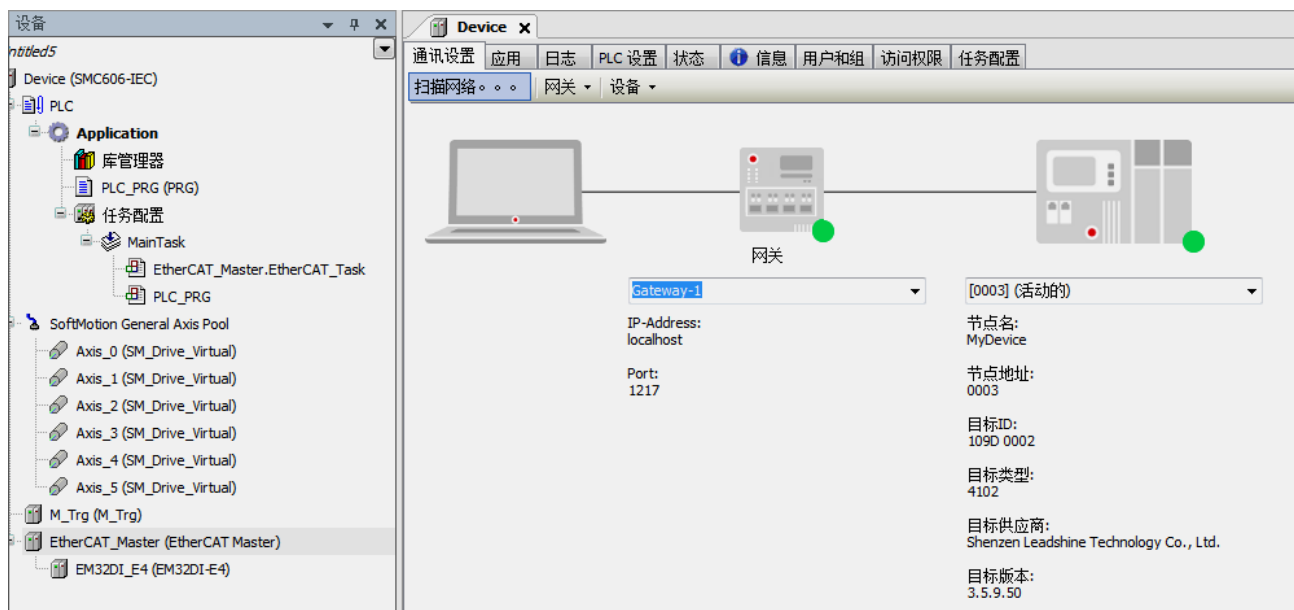 设备
ntitled5
Device (SMC606-IEC)
PLC
Application
库管理器
PLC_PRG (PRG)
任务配置
MainTask
EtherCAT_Master.EtherCAT_Task
PLC_PRG
SoftMotion General Axis Pool
Axis_0 (SM_Drive_Virtual)
Axis_1 (SM_Drive_Virtual)
Axis_2 (SM_Drive_Virtual)
Axis_3 (SM_Drive_Virtual)
Axis_4 (SM_Drive_Virtual)
Axis_5 (SM_Drive_Virtual)
M_Trg (M_Trg)
EtherCAT_Master (EtherCAT Master)
EM32DI_E4 (EM32DI-E4)
Device
通讯设置 应用 日志 PLC 设置 状态 信息 用户和组 访问权限 任务配置
扫描网络。。。 网关 设备
网关
Gateway-1
IP-Address:
localhost
Port:
1217
[0003] (活动的)
节点名:
MyDevice
节点地址:
0003
目标ID:
109D 0002
目标类型:
4102
目标供应商:
Shenzen Leadshine Technology Co., Ltd.
目标版本:
3.5.9.50